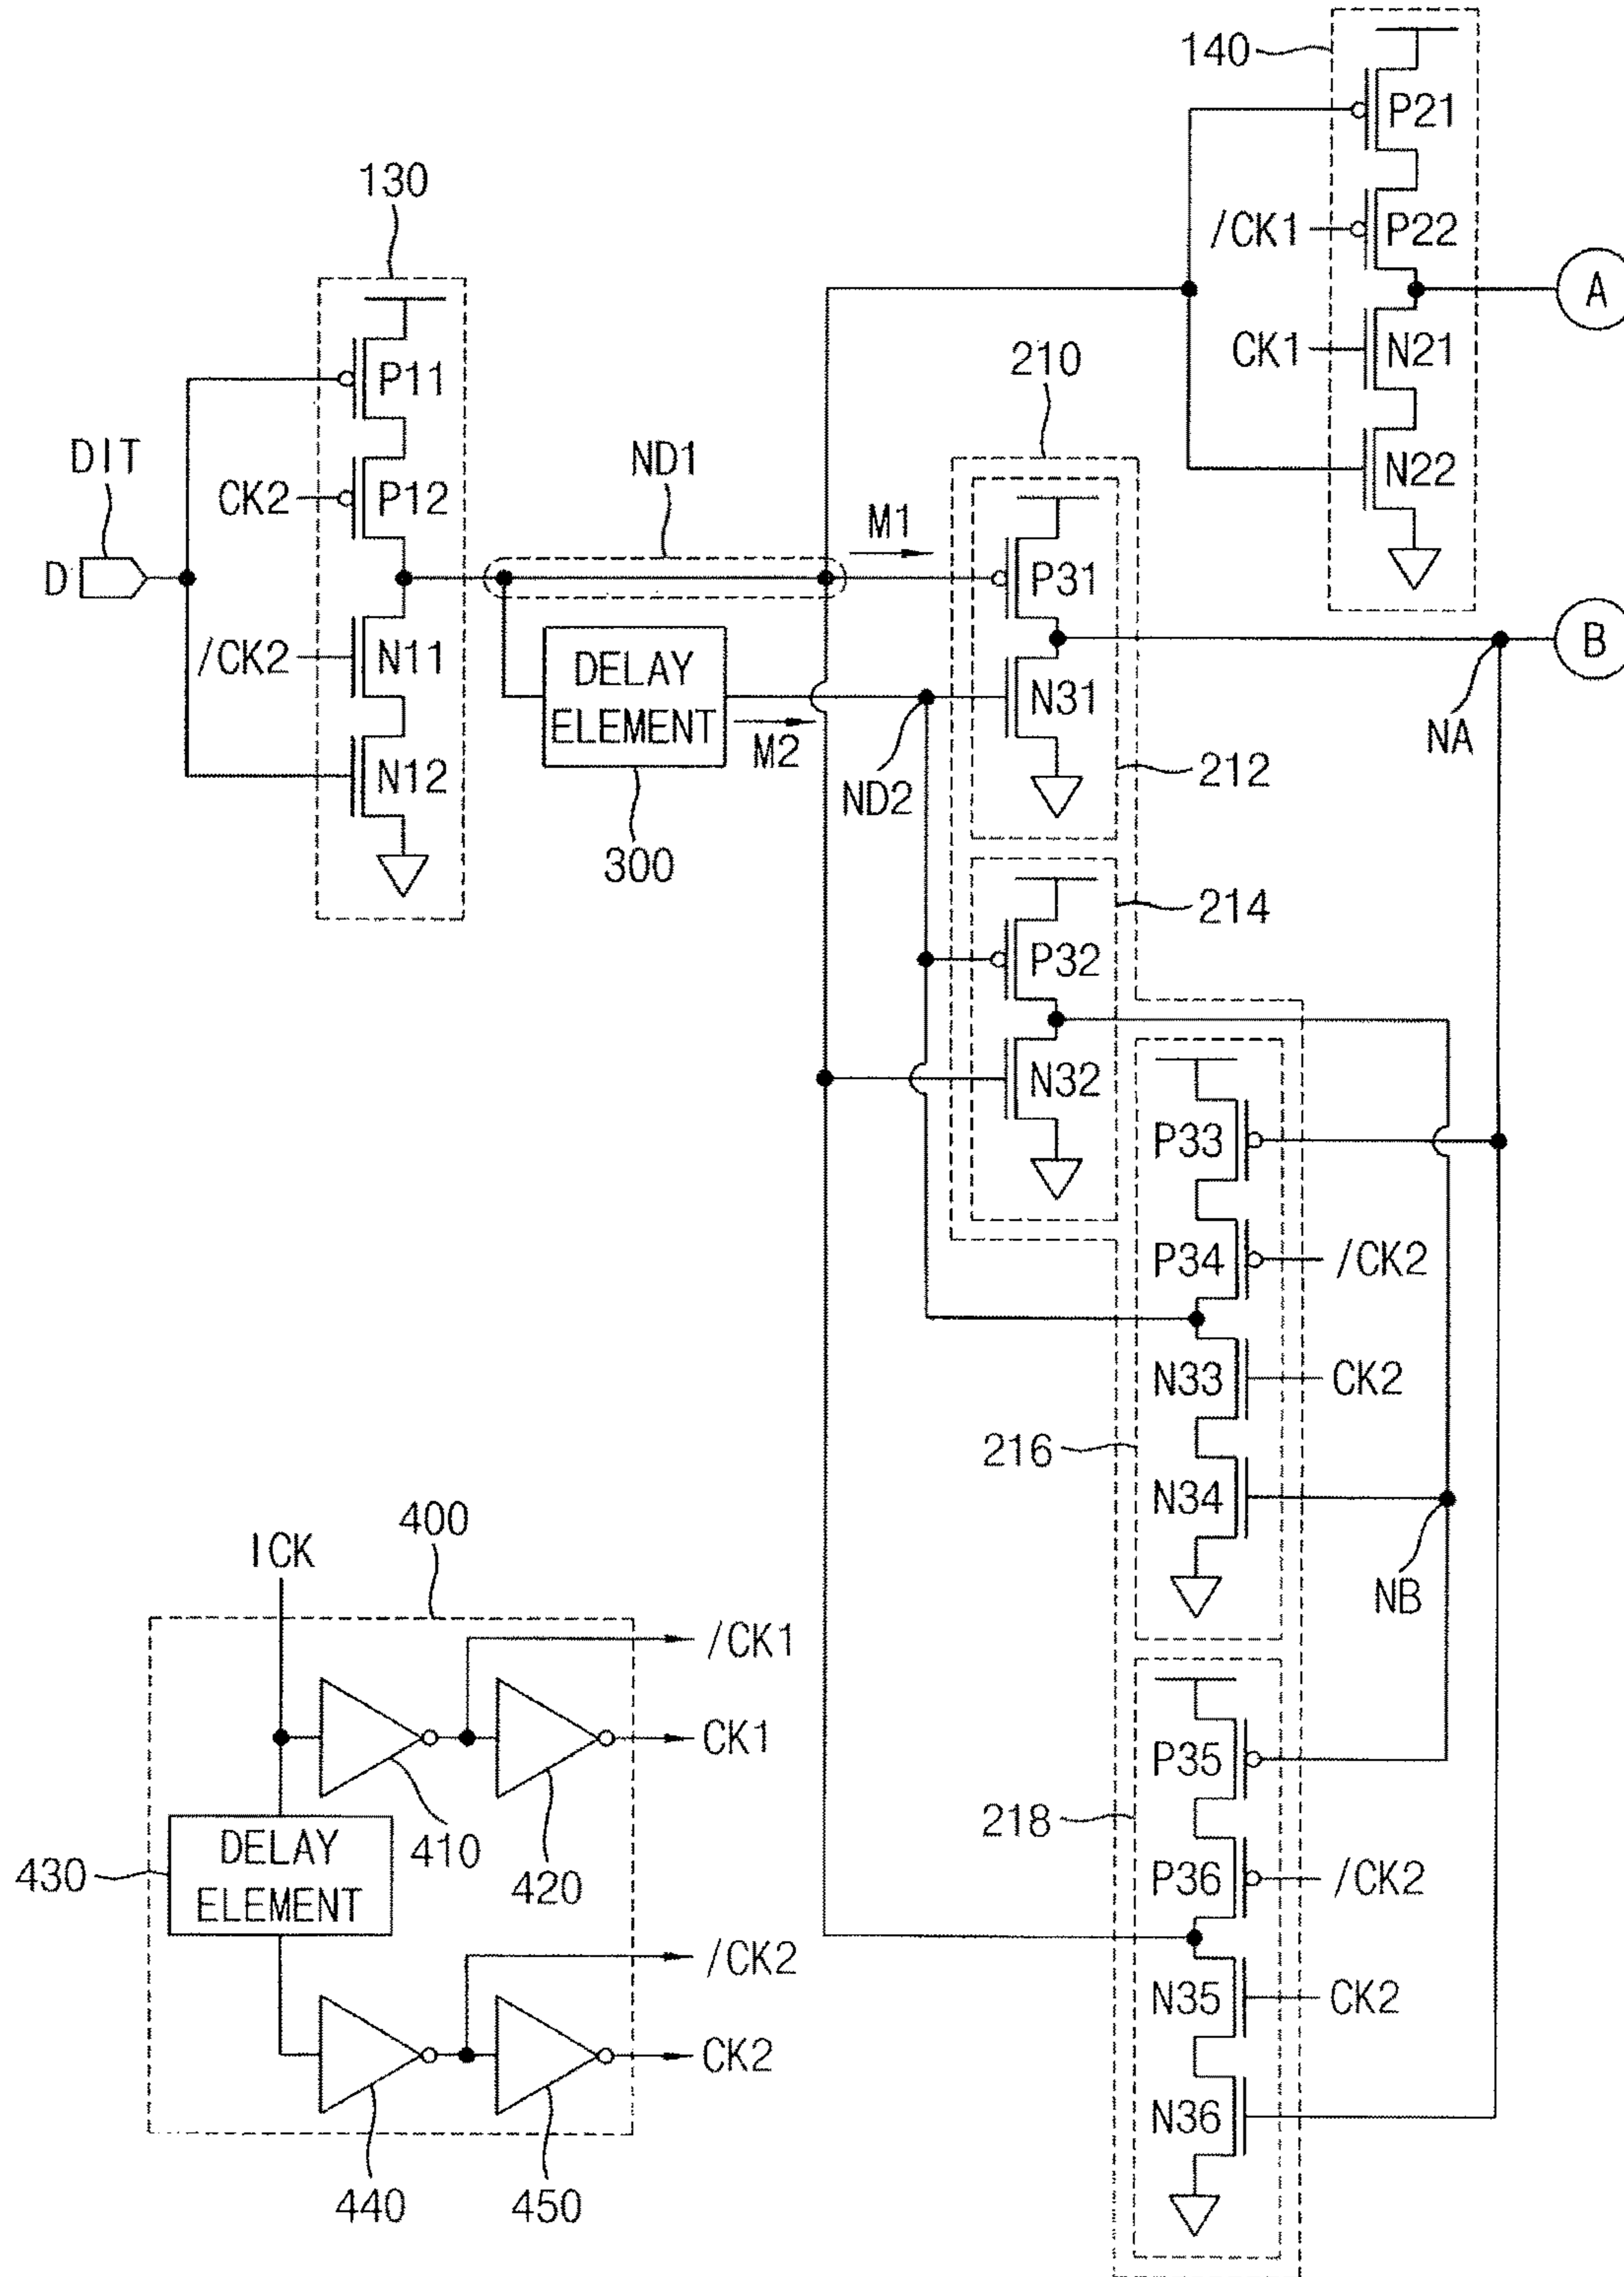 140
P21
/CK1
P22
A
CK1
N21
N22
130
P11
DIT
CK2
P12
D
/CK2
N11
N12
ND1
M1
210
P31
NA
B
DELAY
ELEMENT
M2
300
ND2
N31
212
214
P32
N32
P33
P34
/CK2
N33
CK2
216
N34
NB
ICK
400
/CK1
CK1
410
420
430
DELAY
ELEMENT
/CK2
CK2
440
450
218
P35
P36
/CK2
N35
CK2
N36